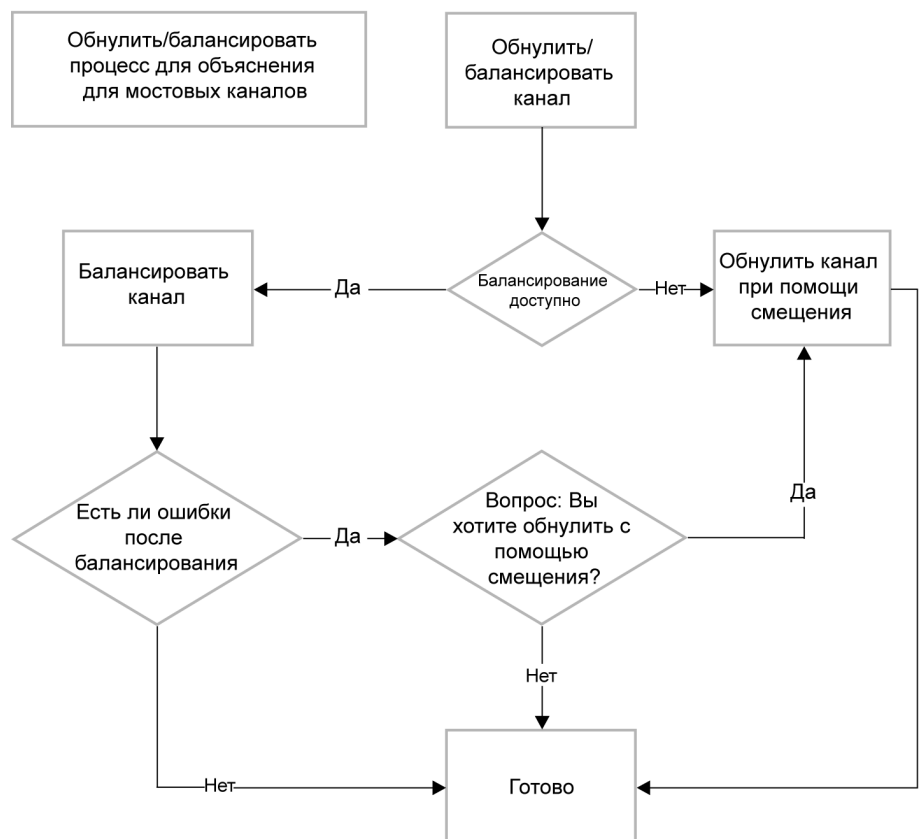 Обнулить/балансировать
процесс для объяснения
для мостовых каналов
Обнулить/
балансировать
канал
Балансировать
канал
Да
Балансирование
доступно
Нет
Обнулить канал
при помощи
смещения
Есть ли ошибки
после
балансирования
Да
Вопрос: Вы
хотите обнулить с
помощью
смещения?
Да
Нет
Нет
Готово